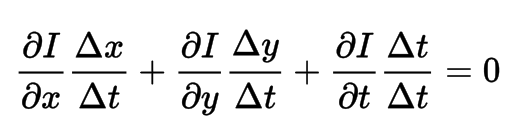 ∂I/∂x Δx/Δt + ∂I/∂y Δy/Δt + ∂I/∂t Δt/Δt = 0